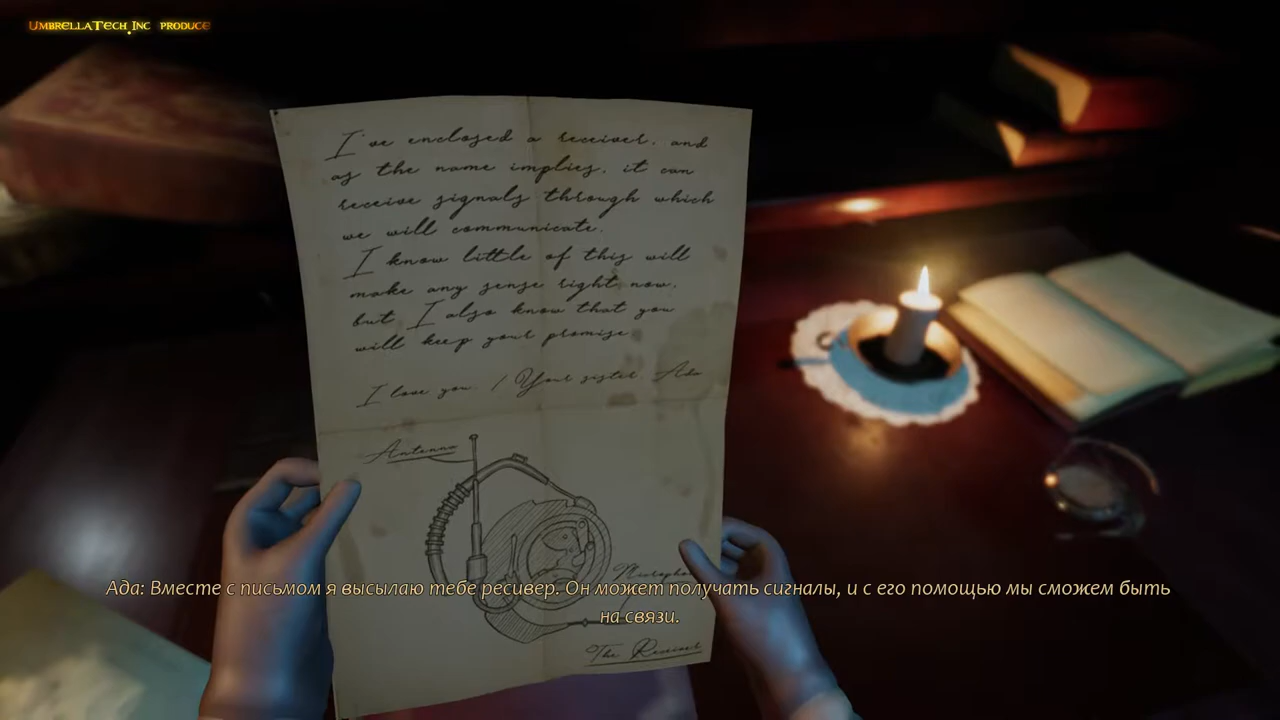 UmbrellaTech.Inc produce
I've enclosed a receiver, and
as the name implies, it can
receive signals through which
we will communicate.
I know little of this will
make any sense right now,
but I also know that you
will keep your promise
I love you. / Your sister Ada
Antenna
Microphone
Ада: Вместе с письмом я высылаю тебе ресивер. Он может получать сигналы, и с его помощью мы сможем быть
на связи.
The Receiver